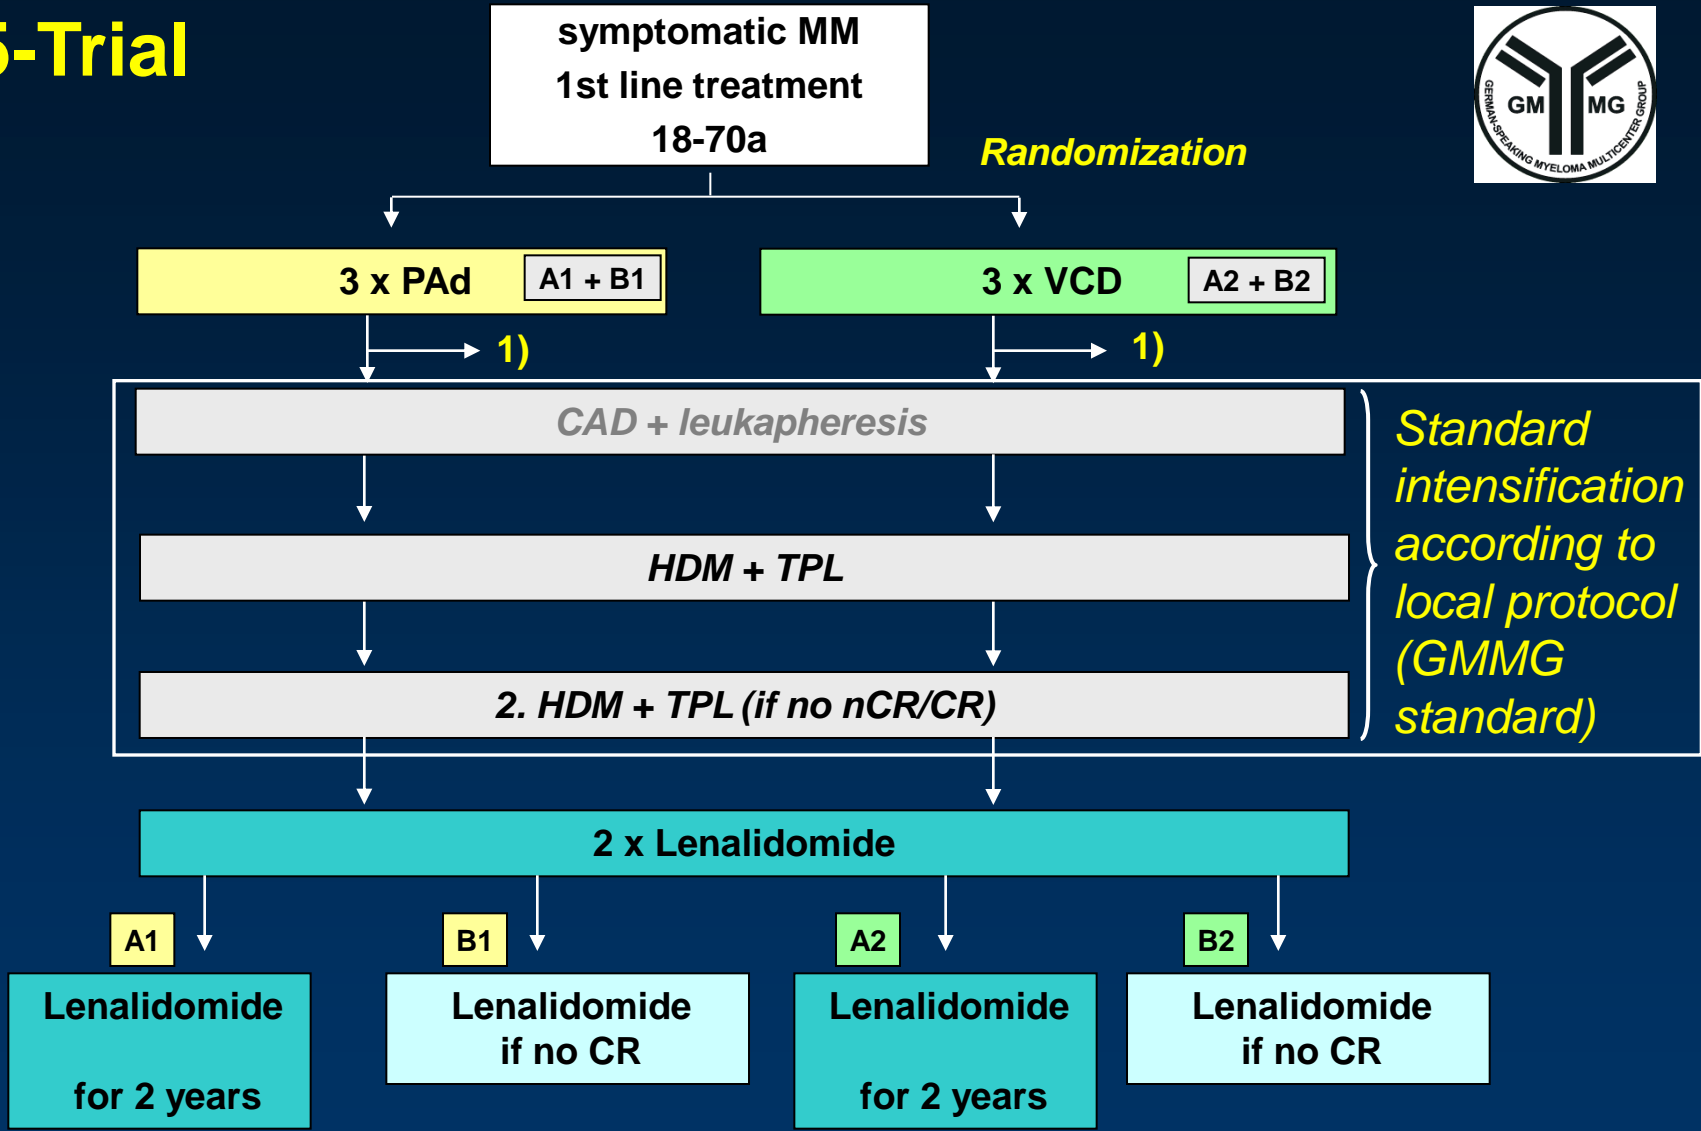 5-Trial
symptomatic MM
1st line treatment
18-70a
Randomization
GM MG
GERMAN-SPEAKING MYELOMA MULTICENTER GROUP
3 x PAd
A1 + B1
3 x VCD
A2 + B2
1)
1)
CAD + leukapheresis
HDM + TPL
2. HDM + TPL (if no nCR/CR)
Standard
intensification
according to
local protocol
(GMMG
standard)
2 x Lenalidomide
A1
B1
A2
B2
Lenalidomide
for 2 years
Lenalidomide
if no CR
Lenalidomide
for 2 years
Lenalidomide
if no CR